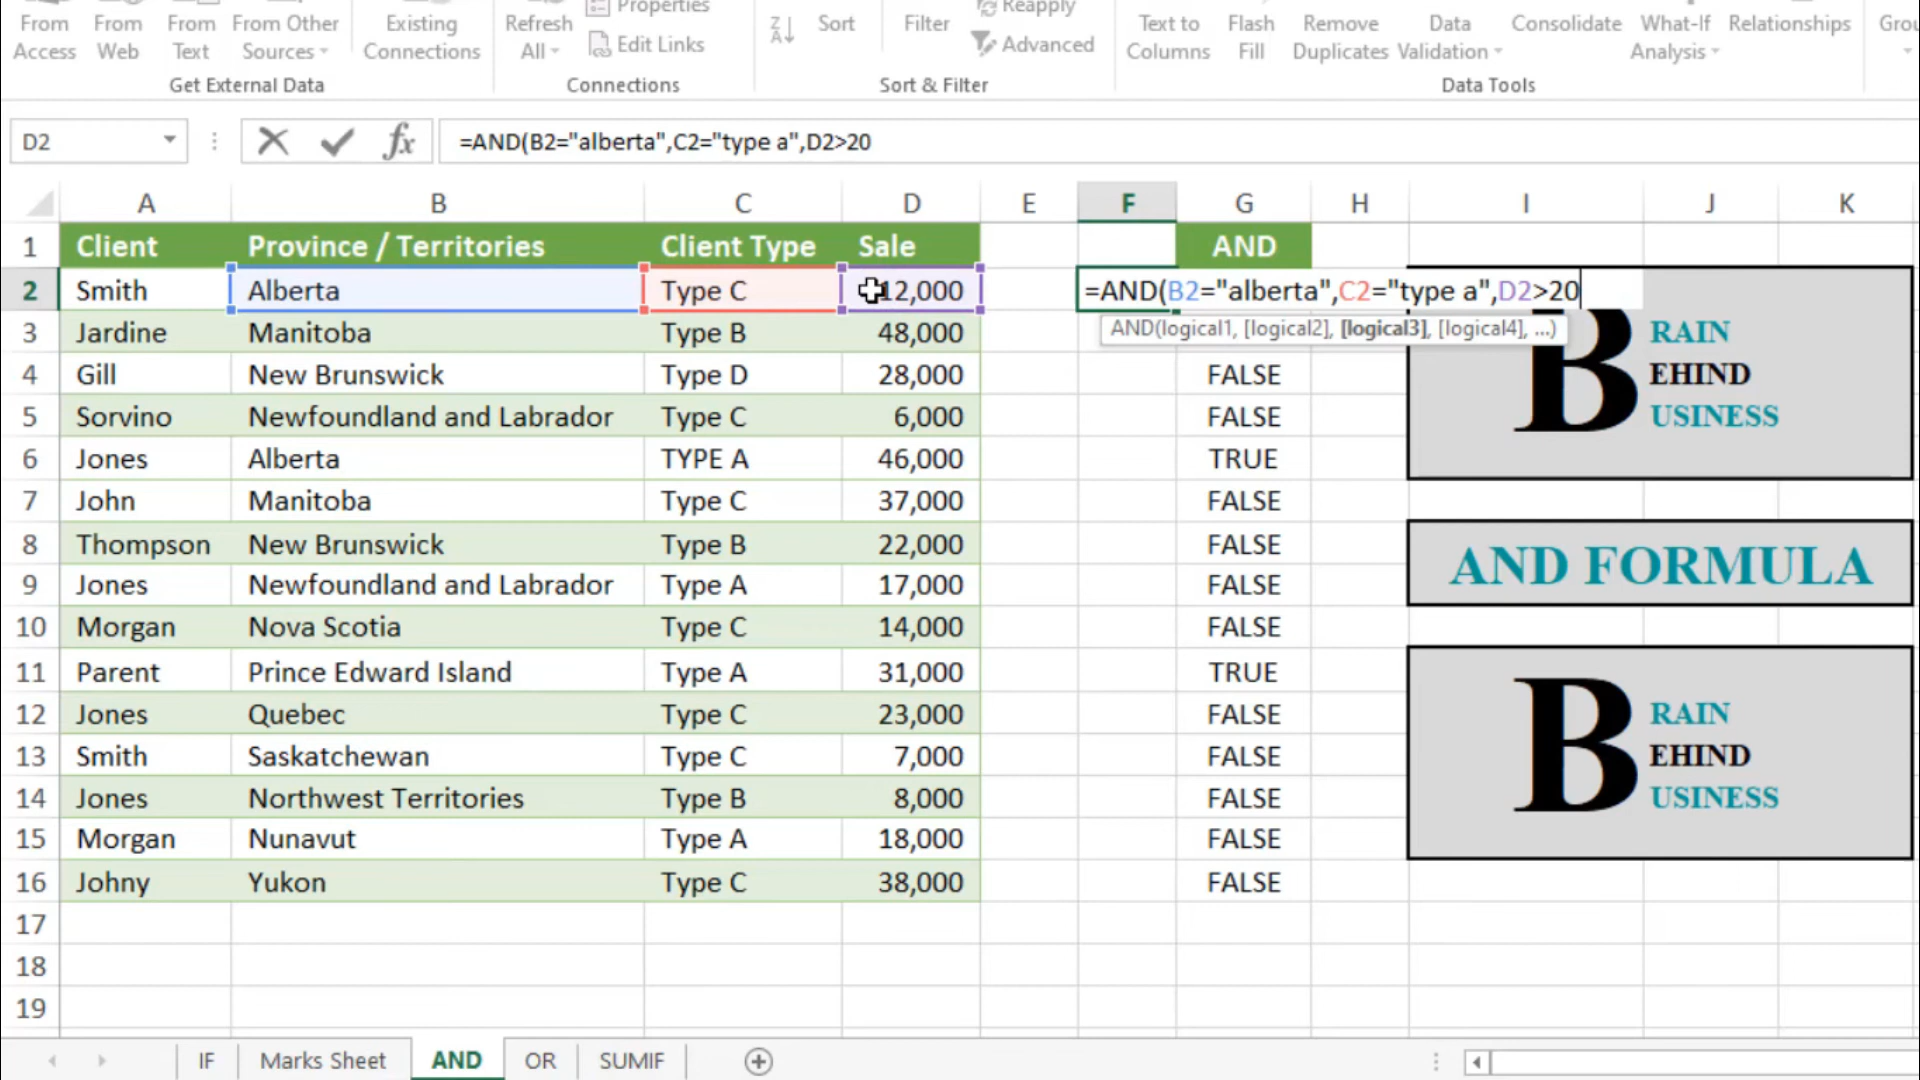 From Access
From Web
From Text
From Other Sources
Existing Connections
Refresh All
Properties
Edit Links
Sort
Filter
Reapply
Advanced
Text to Columns
Flash Fill
Remove Duplicates
Data Validation
Consolidate
What-If Analysis
Relationships
Grou
Get External Data
Connections
Sort & Filter
Data Tools
D2 fx =AND(B2="alberta",C2="type a",D2>20
A B C D E F G H I J K
1 Client Province / Territories Client Type Sale AND
2 Smith Alberta Type C 12,000 =AND(B2="alberta",C2="type a",D2>20
AND(logical1, [logical2], [logical3], [logical4], ...)
3 Jardine Manitoba Type B 48,000
4 Gill New Brunswick Type D 28,000 FALSE
5 Sorvino Newfoundland and Labrador Type C 6,000 FALSE
6 Jones Alberta TYPE A 46,000 TRUE
7 John Manitoba Type C 37,000 FALSE
8 Thompson New Brunswick Type B 22,000 FALSE
9 Jones Newfoundland and Labrador Type A 17,000 FALSE
10 Morgan Nova Scotia Type C 14,000 FALSE
11 Parent Prince Edward Island Type A 31,000 TRUE
12 Jones Quebec Type C 23,000 FALSE
13 Smith Saskatchewan Type C 7,000 FALSE
14 Jones Northwest Territories Type B 8,000 FALSE
15 Morgan Nunavut Type A 18,000 FALSE
16 Johny Yukon Type C 38,000 FALSE
17
18
19
B RAIN
EHIND
USINESS
AND FORMULA
B RAIN
EHIND
USINESS
IF Marks Sheet AND OR SUMIF